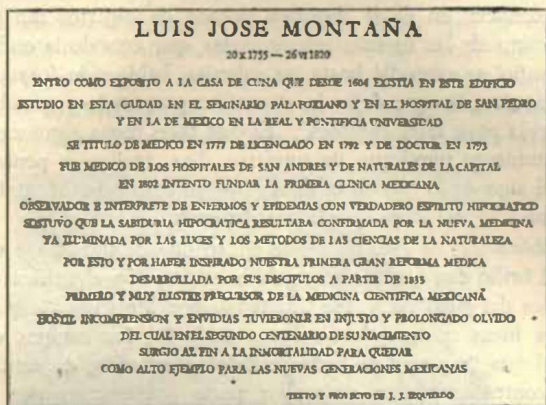 LUIS JOSE MONTAÑA
20 x 1755 — 26 vi 1820
ENTRO COMO EXPOSITO A LA CASA DE CUNA QUE DESDE 1604 EXISTIA EN ESTE EDIFICIO
ESTUDIO EN ESTA CIUDAD EN EL SEMINARIO PALAFOXIANO Y EN EL HOSPITAL DE SAN PEDRO
Y EN LA DE MEXICO EN LA REAL Y PONTIFICIA UNIVERSIDAD
SE TITULO DE MEDICO EN 1777 DE LICENCIADO EN 1792 Y DE DOCTOR EN 1793
FUE MEDICO DE LOS HOSPITALES DE SAN ANDRES Y DE NATURALES DE LA CAPITAL
EN 1802 INTENTO FUNDAR LA PRIMERA CLINICA MEXICANA
OBSERVADOR E INTERPRETE DE ENFERMOS Y EPIDEMIAS CON VERDADERO ESPIRITU HIPOCRATICO
SOSTUVO QUE LA SABIDURIA HIPOCRATICA RESULTARA CONFIRMADA POR LA NUEVA MEDICINA
YA ILUMINADA POR LAS LUCES Y LOS METODOS DE LAS CIENCIAS DE LA NATURALEZA
POR ESTO Y POR HABER INSPIRADO NUESTRA PRIMERA GRAN REFORMA MEDICA
DESARROLLADA POR SUS DISCIPULOS A PARTIR DE 1833
PRIMERO Y MUY ILUSTRE PRECURSOR DE LA MEDICINA CIENTIFICA MEXICANA
HOSTIL INCOMPRENSION Y ENVIDIAS TUVIERONLE EN INJUSTO Y PROLONGADO OLVIDO
DEL CUAL EN EL SEGUNDO CENTENARIO DE SU NACIMIENTO
SURGIO AL FIN A LA INMORTALIDAD PARA QUEDAR
COMO ALTO EJEMPLO PARA LAS NUEVAS GENERACIONES MEXICANAS
TEXTO Y PROYECTO DE J. J. IZQUIERDO